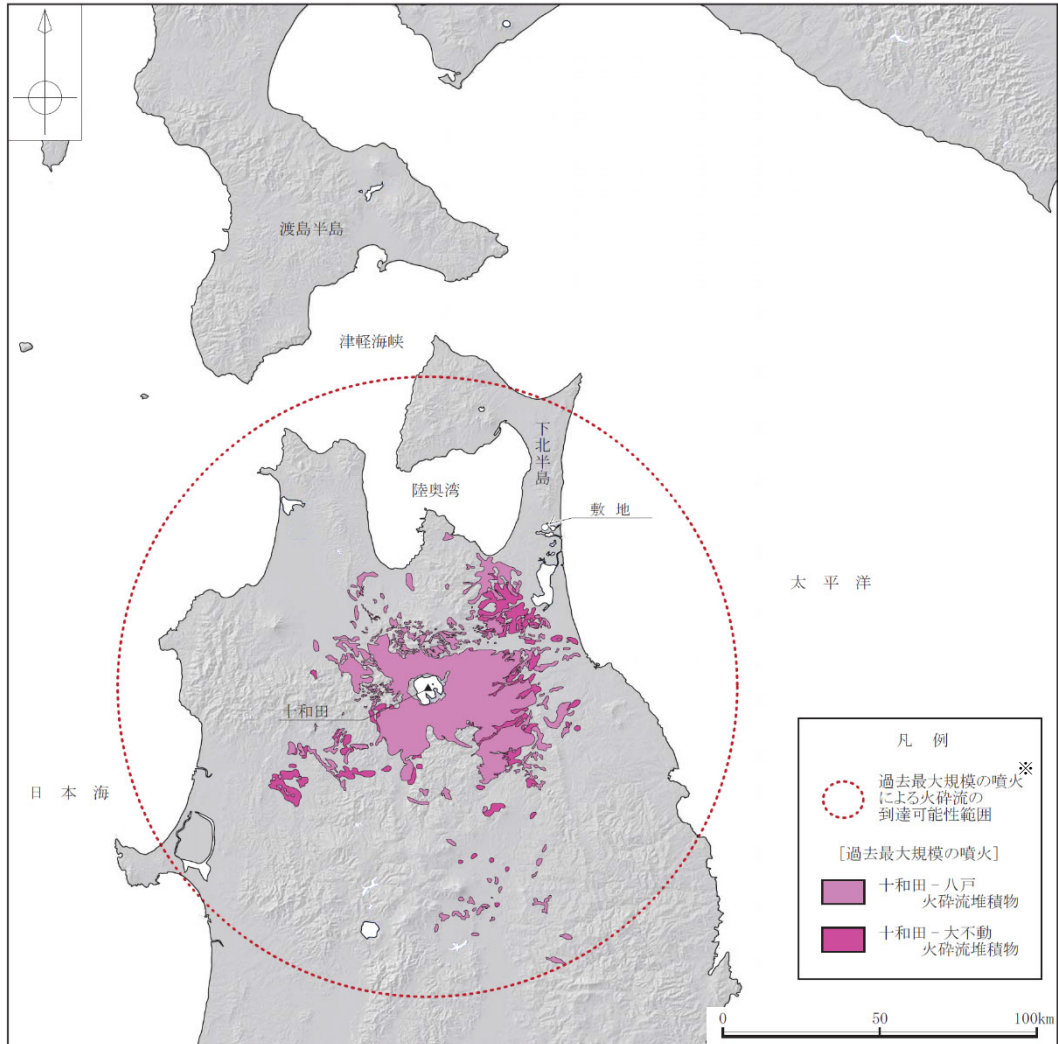 渡島半島
津軽海峡
下北半島
陸奥湾
敷地
太平洋
十和田
日本海
凡例
過去最大規模の噴火※
による火砕流の
到達可能性範囲
[過去最大規模の噴火]
十和田－八戸
火砕流堆積物
十和田－大不動
火砕流堆積物
0 50 100km